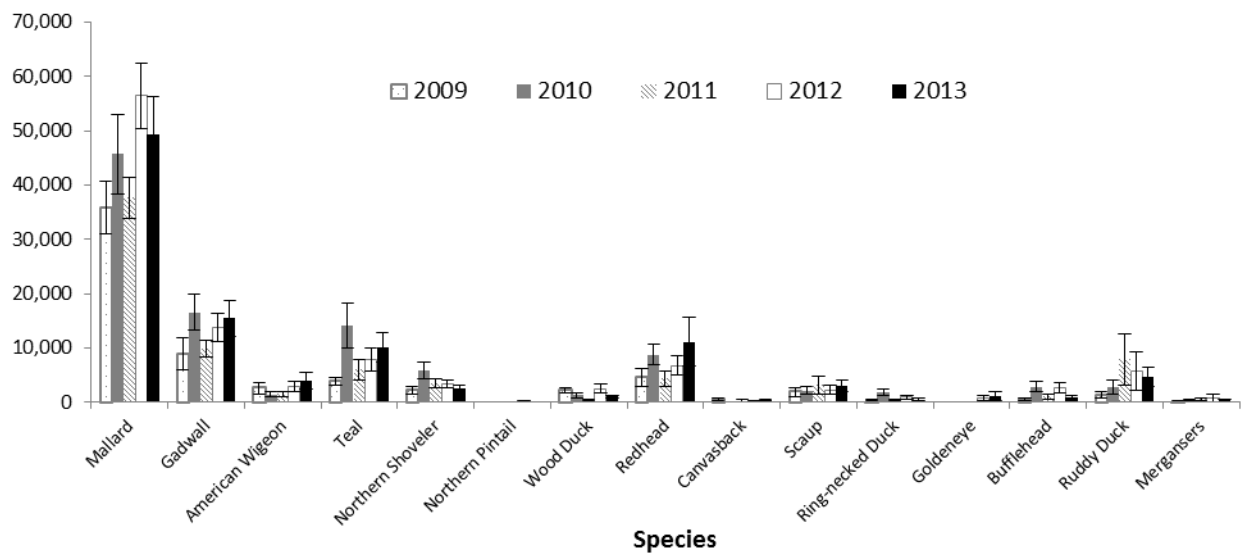 70,000
60,000
50,000
40,000
30,000
20,000
10,000
0
2009 2010 2011 2012 2013
Mallard
Gadwall
American Wigeon
Teal
Northern Shoveler
Northern Pintail
Wood Duck
Redhead
Canvasback
Scaup
Ring-necked Duck
Goldeneye
Bufflehead
Ruddy Duck
Mergansers
Species